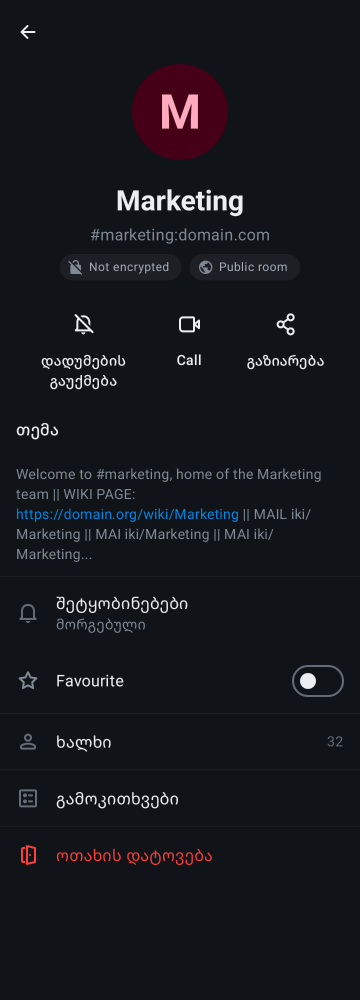 M
Marketing
#marketing:domain.com
Not encrypted
Public room
დადუმების
გაუქმება
Call
გაზიარება
თემა
Welcome to #marketing, home of the Marketing
team || WIKI PAGE:
https://domain.org/wiki/Marketing || MAIL iki/
Marketing || MAI iki/Marketing || MAI iki/
Marketing...
შეტყობინებები
მორგებული
Favourite
ხალხი
32
გამოკითხვები
ოთახის დატოვება